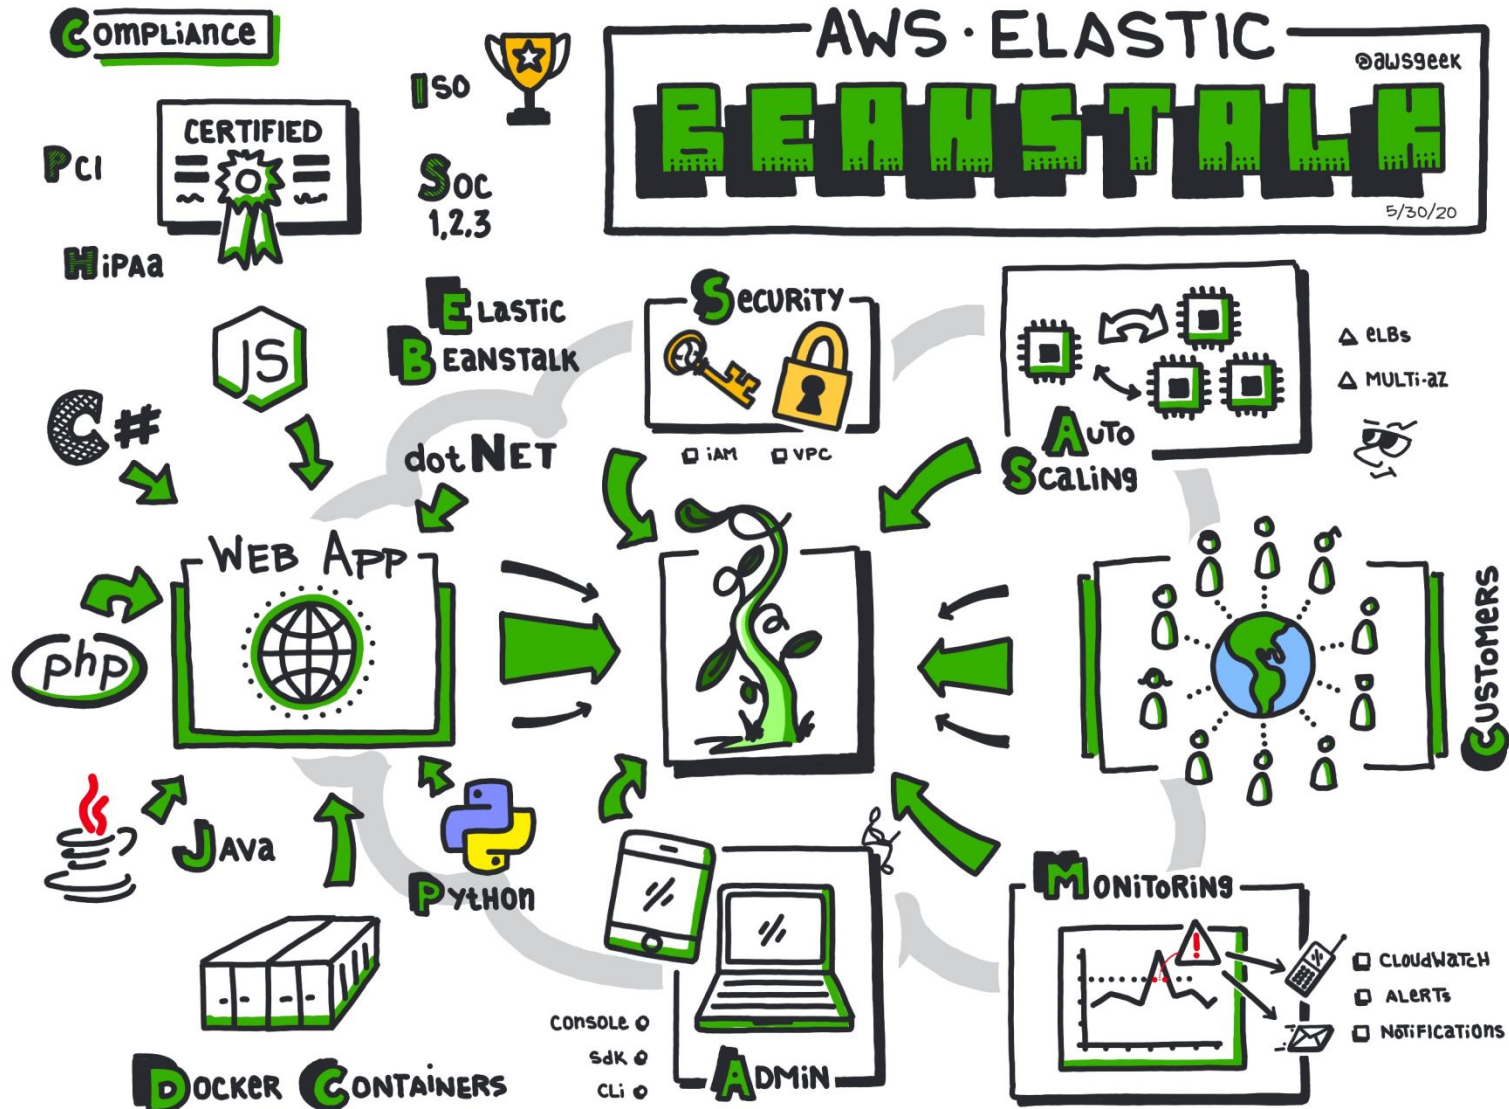 COMPLiANCE
ISO
CERTIFIED
PCI
SOC
1,2,3
HiPAa
AWS · ELASTIC
@awsgeek
BEANSTALK
5/30/20
ELASTiC
BEANSTALK
SECURiTY
iAM
VPC
AUTO
SCALiNg
eLBs
MULTi-aZ
JS
C#
dotNET
WEB APP
php
JAVa
PYtHON
DOCKER CONTAiNERS
CONSOLe
SdK
CLi
ADMiN
CUSTOMERS
MONiToRiNg
!
CLOUdWaTCH
ALeRTs
NOTiFiCaTiONs